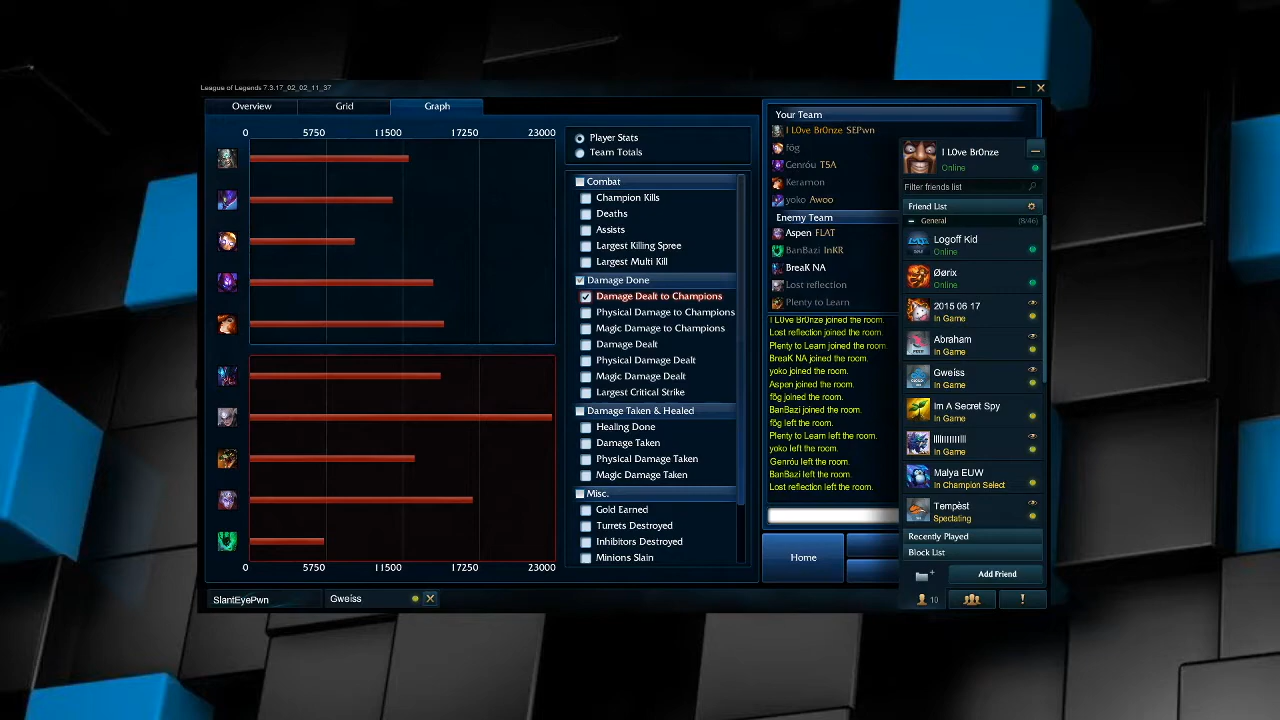 League of Legends 7.3.17_02_02_11_37
Overview Grid Graph
0 5750 11500 17250 23000
0 5750 11500 17250 23000
Player Stats
Team Totals
Combat
Champion Kills
Deaths
Assists
Largest Killing Spree
Largest Multi Kill
Damage Done
Damage Dealt to Champions
Physical Damage to Champions
Magic Damage to Champions
Damage Dealt
Physical Damage Dealt
Magic Damage Dealt
Largest Critical Strike
Damage Taken & Healed
Healing Done
Damage Taken
Physical Damage Taken
Magic Damage Taken
Misc.
Gold Earned
Turrets Destroyed
Inhibitors Destroyed
Minions Slain
Your Team
I L0ve Br0nze SEPwn
fög
Genróu T5A
Keramon
yoko Awoo
Enemy Team
Aspen FLAT
BanBazi InKR
BreaK NA
Lost reflection
Plenty to Learn
I L0ve Br0nze joined the room.
Lost reflection joined the room.
Plenty to Learn joined the room.
BreaK NA joined the room.
yoko joined the room.
Aspen joined the room.
fög joined the room.
BanBazi joined the room.
fög left the room.
Plenty to Learn left the room.
yoko left the room.
Genróu left the room.
BanBazi left the room.
Lost reflection left the room.
Home
I L0ve Br0nze
Online
Filter friends list
Friend List
General (8/46)
Logoff Kid
Online
Øørix
Online
2015 06 17
In Game
Abraham
In Game
Gweiss
In Game
Im A Secret Spy
In Game
In Game
Malya EUW
In Champion Select
Tempèst
Spectating
Recently Played
Block List
Add Friend
10
SlantEyePwn
Gweiss